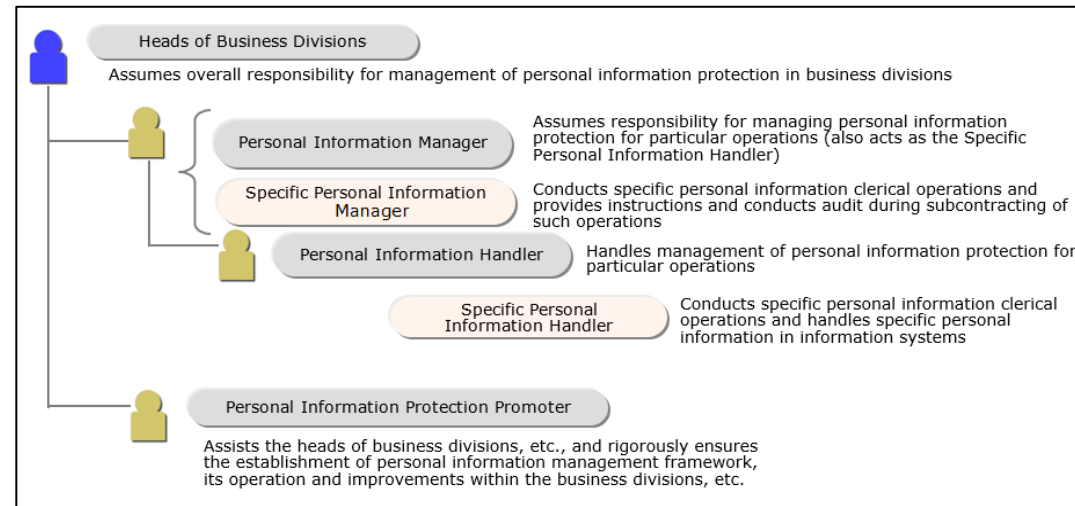 Heads of Business Divisions
Assumes overall responsibility for management of personal information protection in business divisions
Personal Information Manager
Assumes responsibility for managing personal information
protection for particular operations (also acts as the Specific
Personal Information Handler)
Specific Personal Information
Manager
Conducts specific personal information clerical operations and
provides instructions and conducts audit during subcontracting of
such operations
Personal Information Handler
Handles management of personal information protection for
particular operations
Specific Personal
Information Handler
Conducts specific personal information clerical
operations and handles specific personal
information in information systems
Personal Information Protection Promoter
Assists the heads of business divisions, etc., and rigorously ensures
the establishment of personal information management framework,
its operation and improvements within the business divisions, etc.